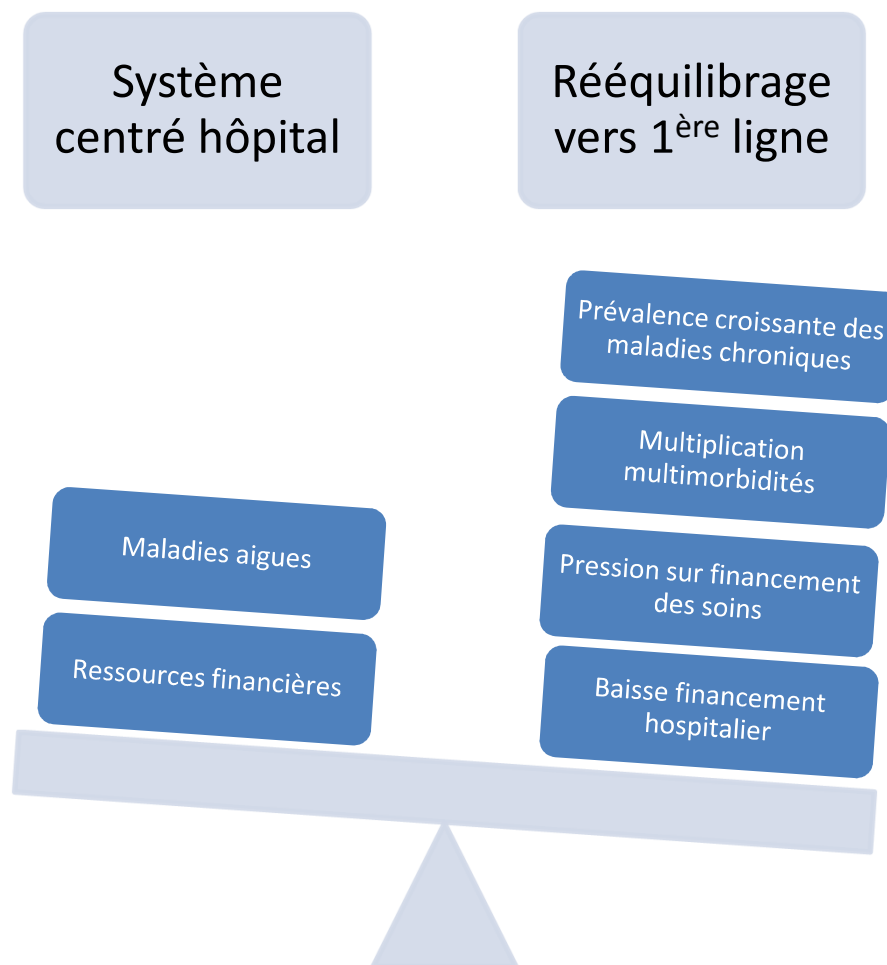 Système
centré hôpital
Rééquilibrage
vers 1ère ligne
Prévalence croissante des
maladies chroniques
Multiplication
multimorbidités
Maladies aigues
Pression sur financement
des soins
Ressources financières
Baisse financement
hospitalier